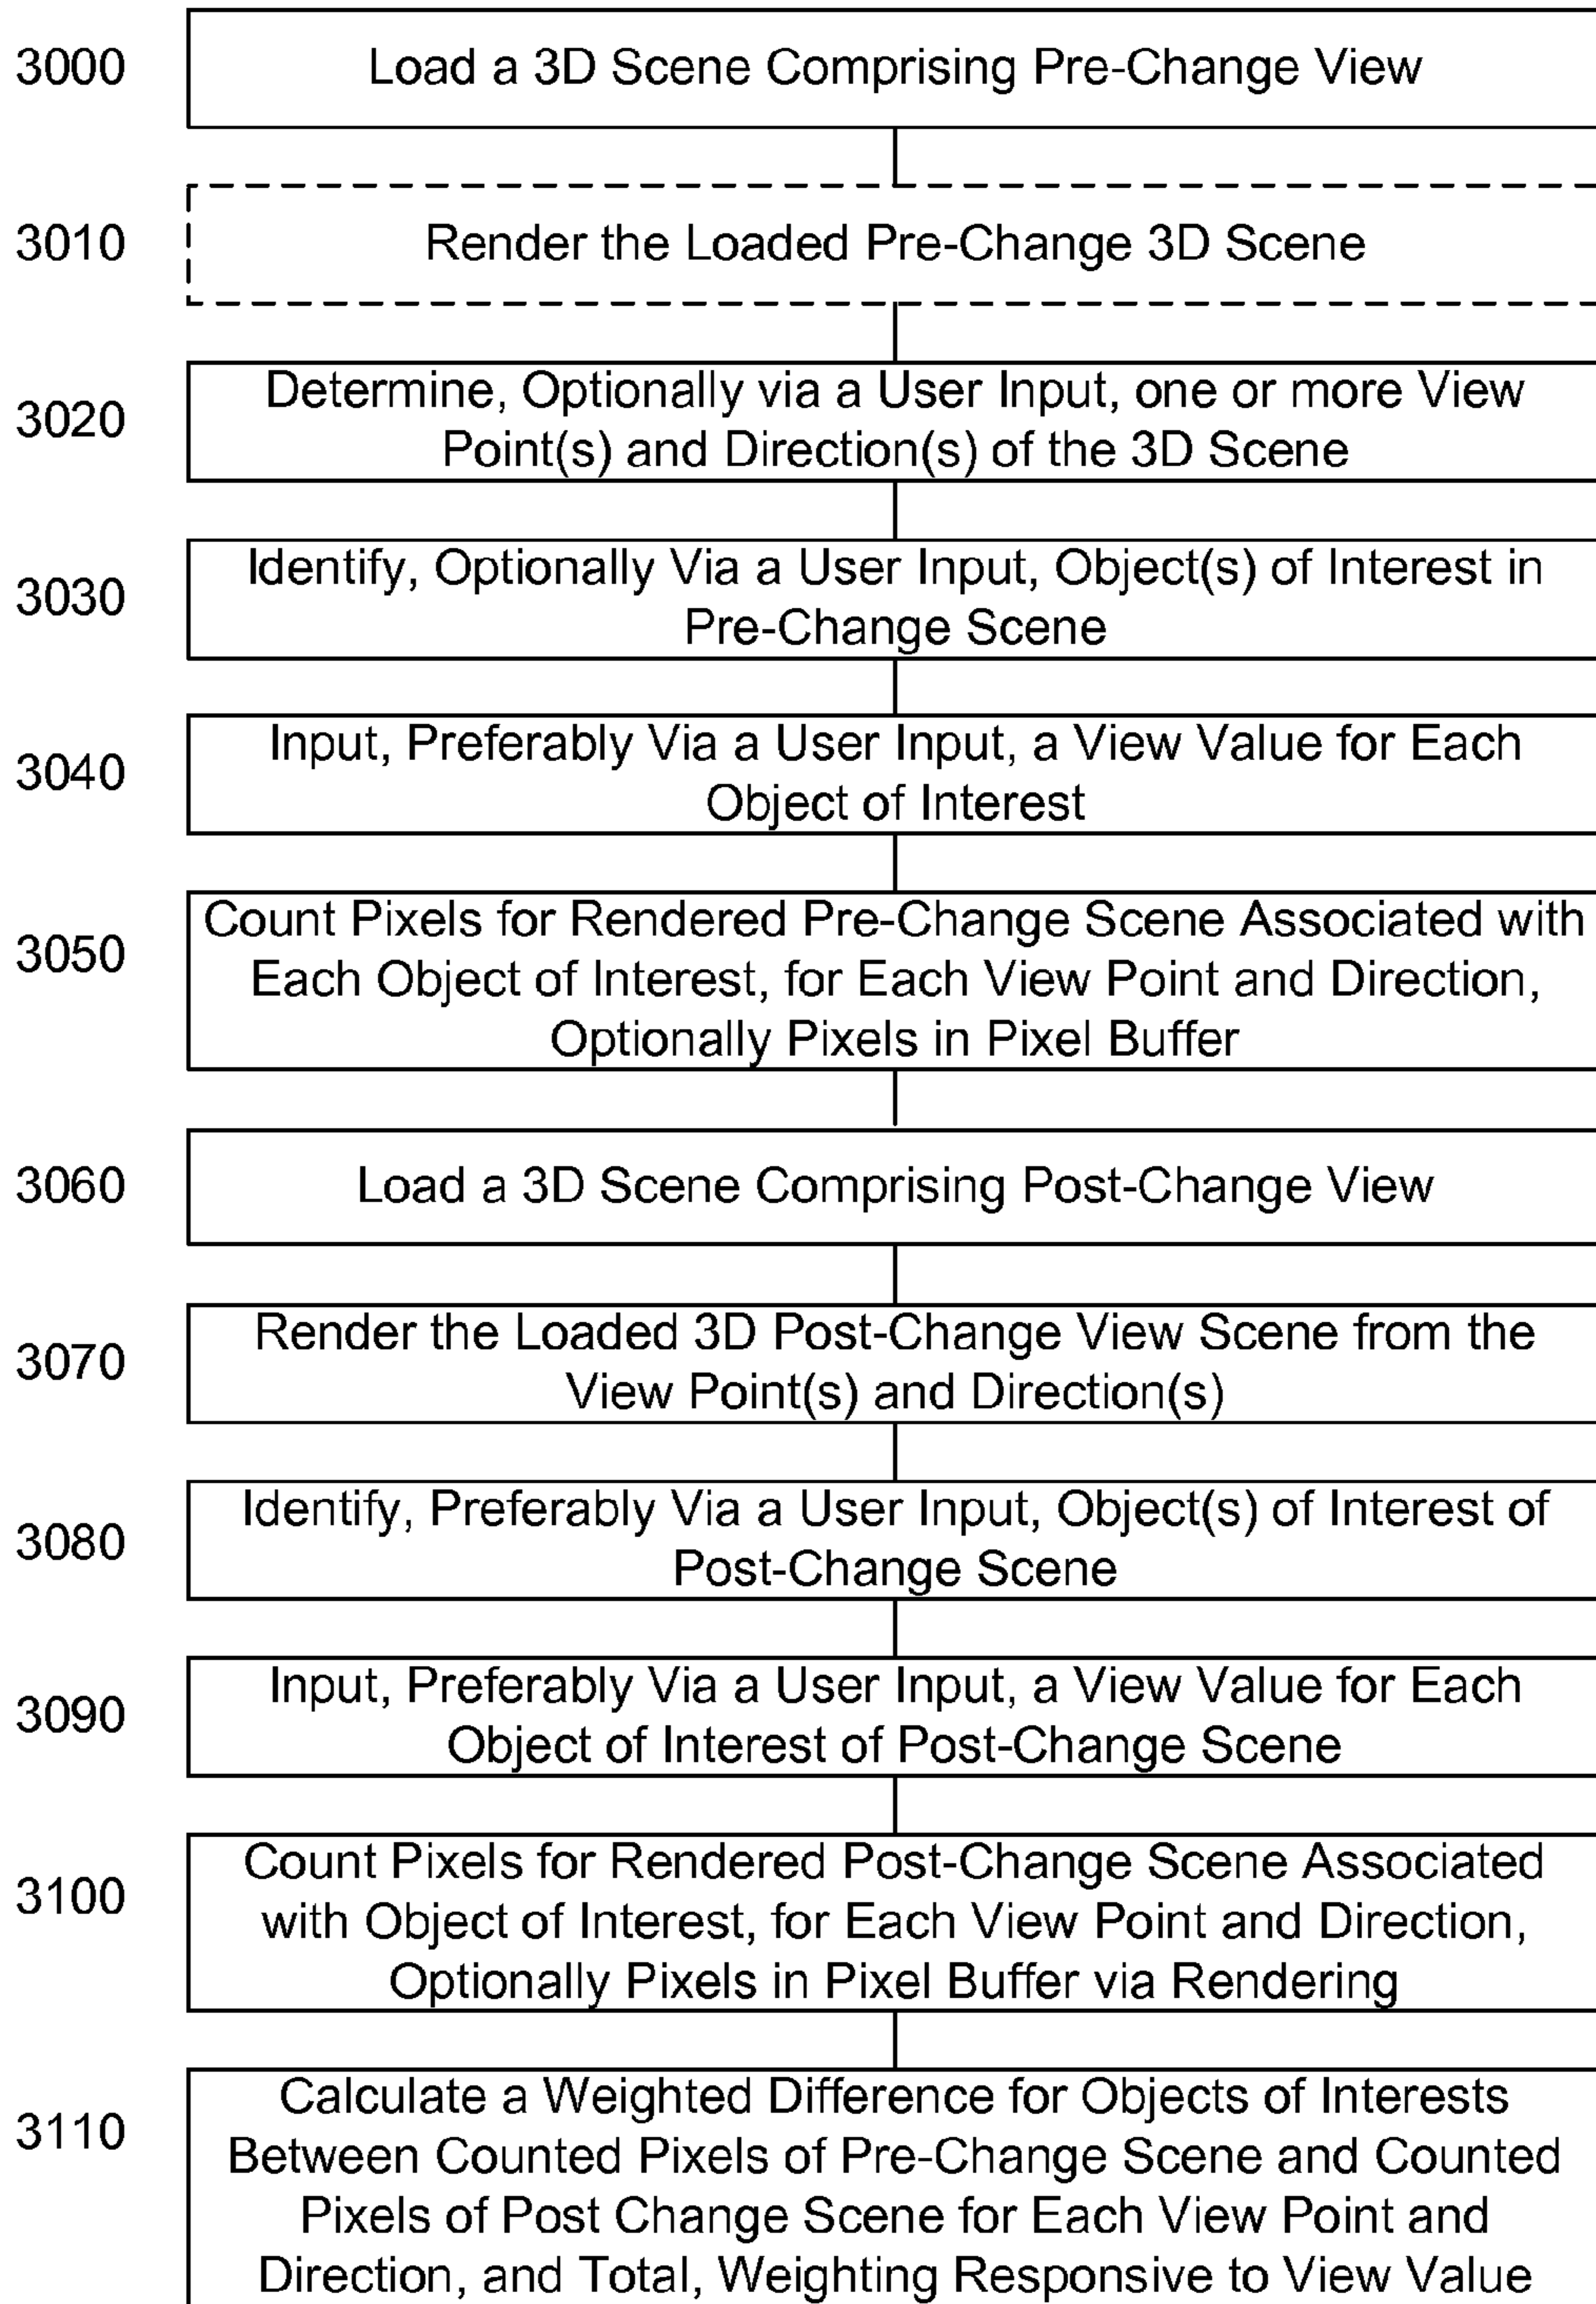 3000
Load a 3D Scene Comprising Pre-Change View
3010
Render the Loaded Pre-Change 3D Scene
3020
Determine, Optionally via a User Input, one or more View
Point(s) and Direction(s) of the 3D Scene
3030
Identify, Optionally Via a User Input, Object(s) of Interest in
Pre-Change Scene
3040
Input, Preferably Via a User Input, a View Value for Each
Object of Interest
3050
Count Pixels for Rendered Pre-Change Scene Associated with
Each Object of Interest, for Each View Point and Direction,
Optionally Pixels in Pixel Buffer
3060
Load a 3D Scene Comprising Post-Change View
3070
Render the Loaded 3D Post-Change View Scene from the
View Point(s) and Direction(s)
3080
Identify, Preferably Via a User Input, Object(s) of Interest of
Post-Change Scene
3090
Input, Preferably Via a User Input, a View Value for Each
Object of Interest of Post-Change Scene
3100
Count Pixels for Rendered Post-Change Scene Associated
with Object of Interest, for Each View Point and Direction,
Optionally Pixels in Pixel Buffer via Rendering
3110
Calculate a Weighted Difference for Objects of Interests
Between Counted Pixels of Pre-Change Scene and Counted
Pixels of Post Change Scene for Each View Point and
Direction, and Total, Weighting Responsive to View Value